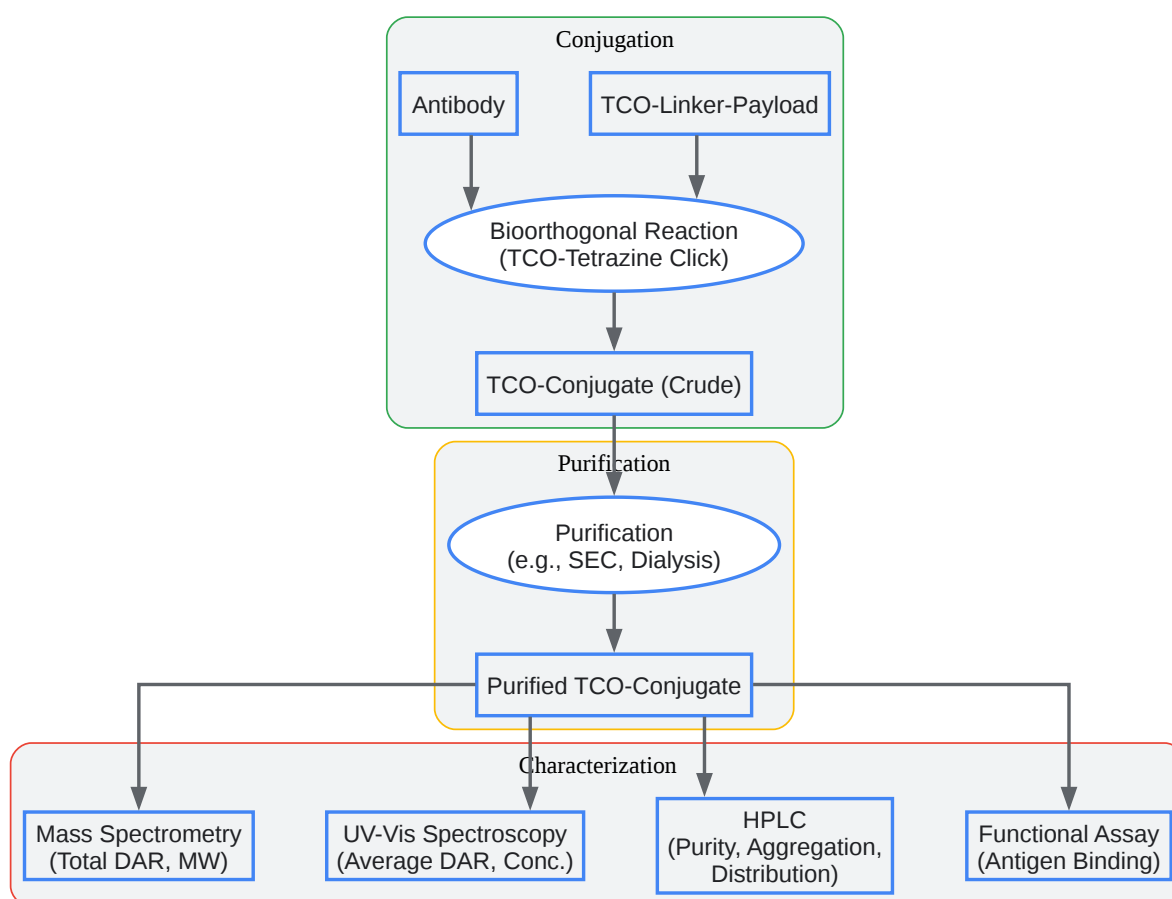 Conjugation
Antibody
TCO-Linker-Payload
Bioorthogonal Reaction
(TCO-Tetrazine Click)
TCO-Conjugate (Crude)
Purification
Purification
(e.g., SEC, Dialysis)
Purified TCO-Conjugate
Characterization
Mass Spectrometry
(Total DAR, MW)
UV-Vis Spectroscopy
(Average DAR, Conc.)
HPLC
(Purity, Aggregation,
Distribution)
Functional Assay
(Antigen Binding)